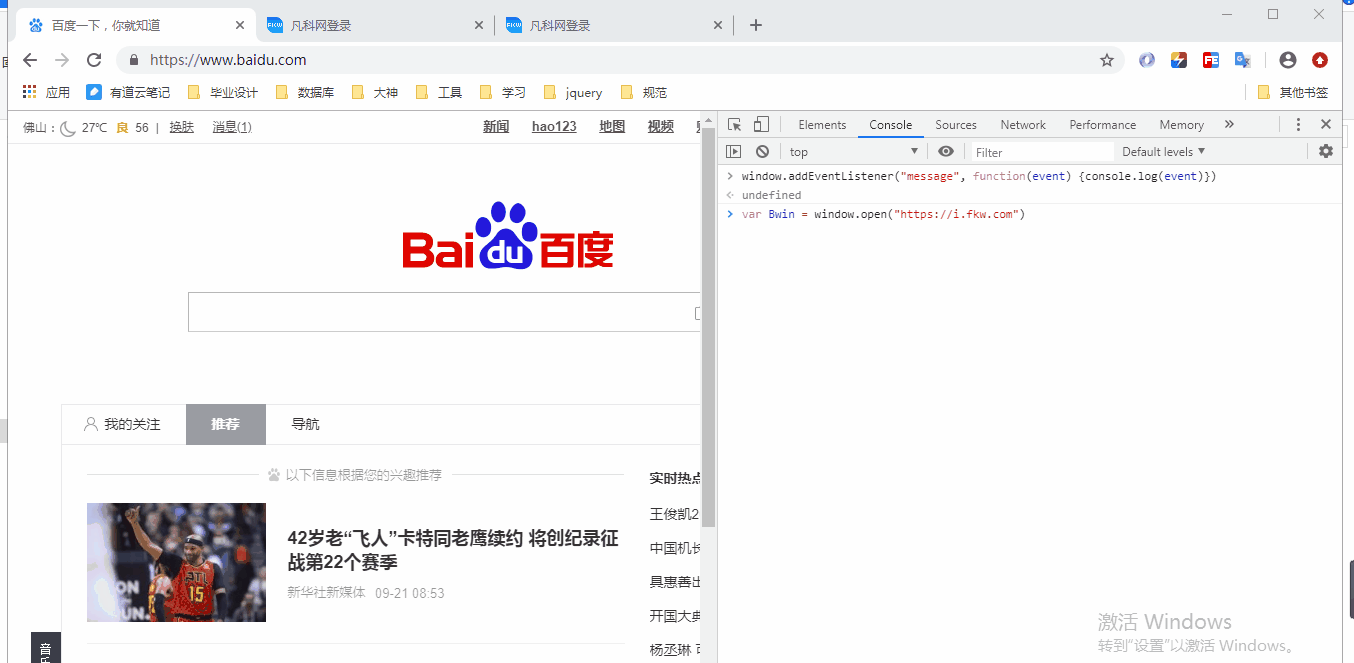 百度一下，你就知道
凡科网登录
凡科网登录
https://www.baidu.com
应用 有道云笔记 毕业设计 数据库 大神 工具 学习 jquery 规范 其他书签
佛山： 27℃ 良 56 | 换肤 消息(1) 新闻 hao123 地图 视频
Elements Console Sources Network Performance Memory »
top Filter Default levels
> window.addEventListener("message", function(event) {console.log(event)})
undefined
> var Bwin = window.open("https://i.fkw.com")
Bai du 百度
我的关注 推荐 导航
以下信息根据您的兴趣推荐
实时热点
42岁老“飞人”卡特同老鹰续约 将创纪录征
战第22个赛季
新华社新媒体 09-21 08:53
ATL
15
王俊凯2
中国机长
具惠善出
开国大典
杨丞琳
音乐
激活 Windows
转到“设置”以激活 Windows。